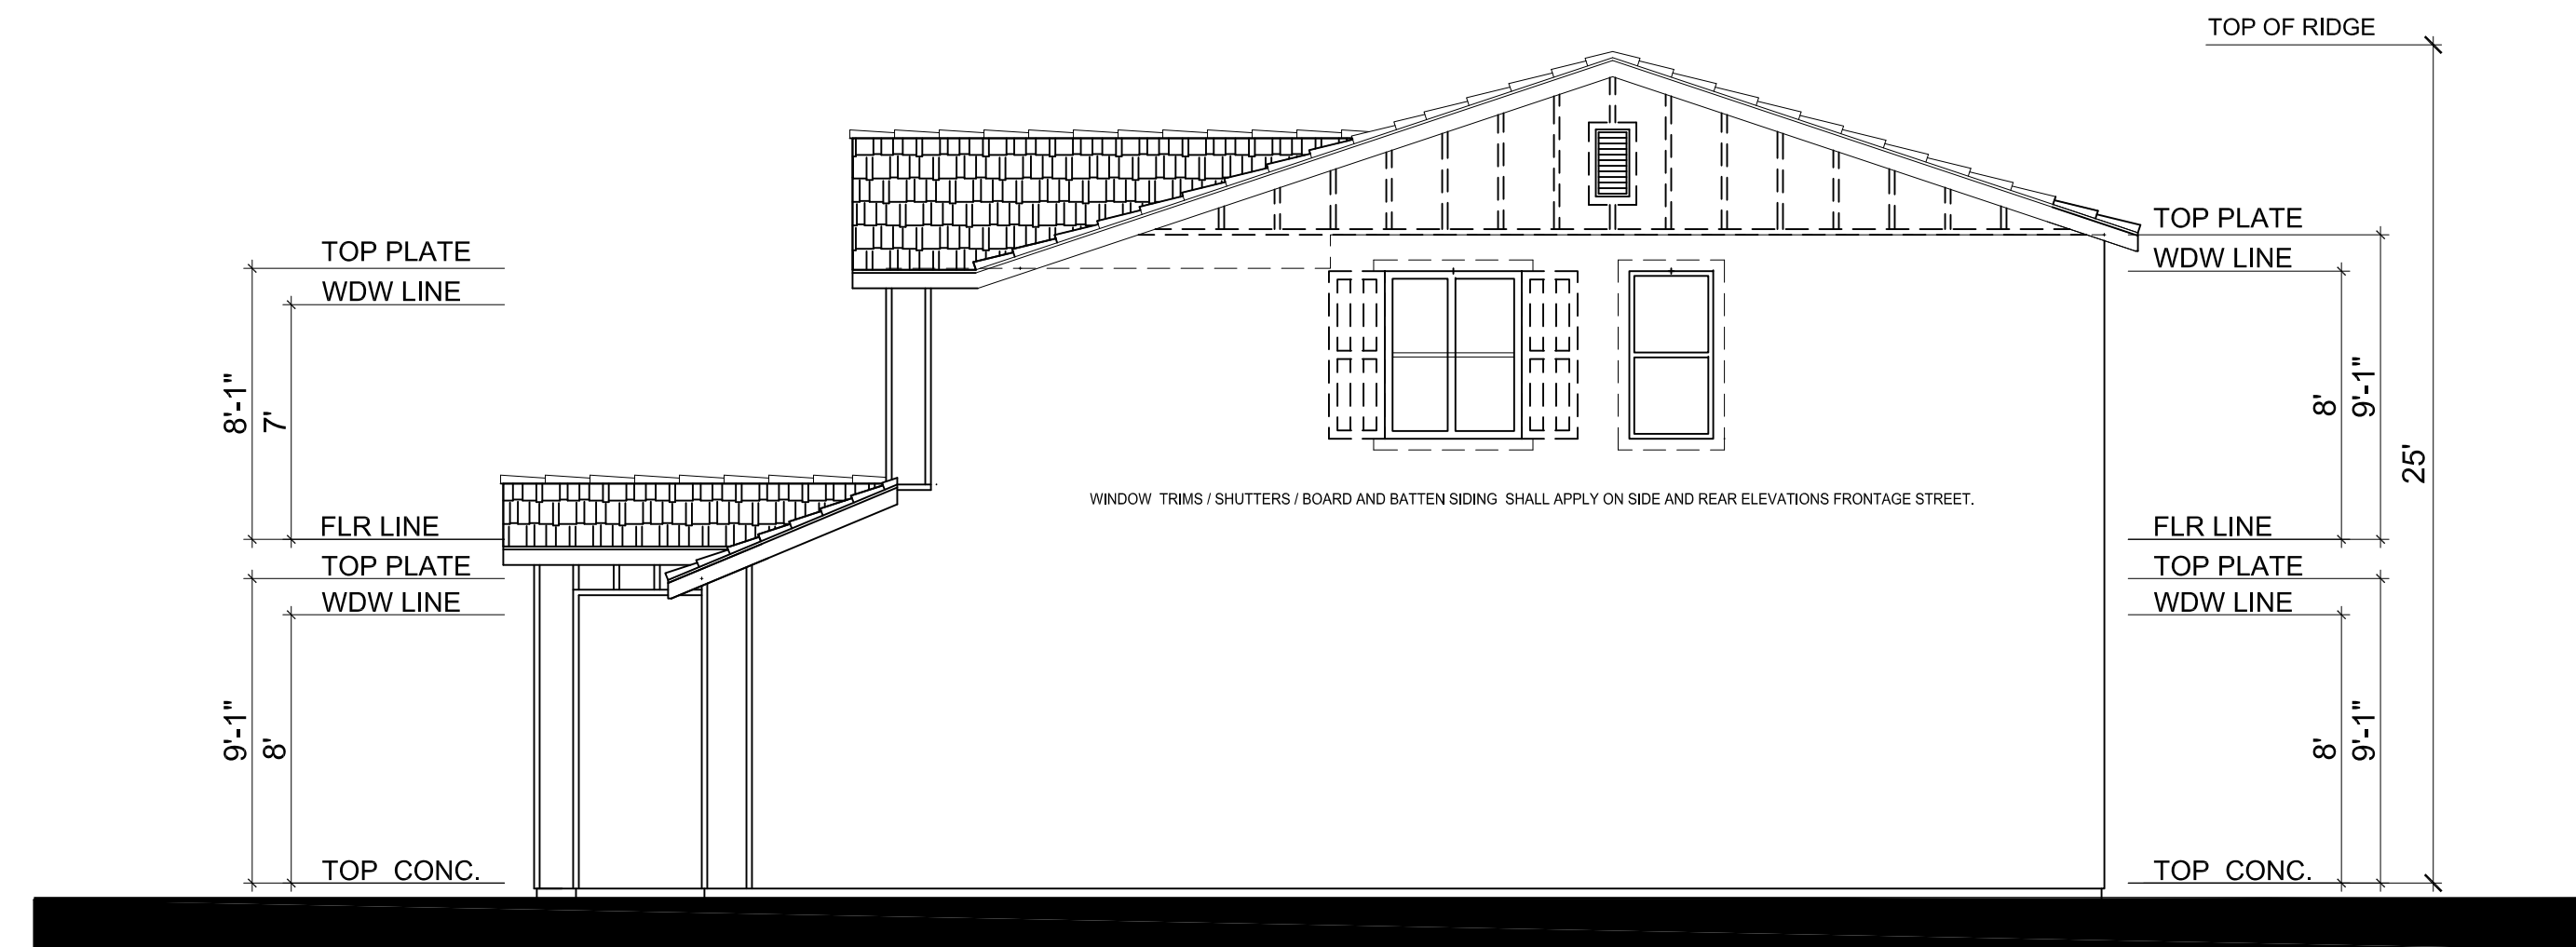 TOP OF RIDGE
TOP PLATE
WDW LINE
8'-1"
7'
FLR LINE
TOP PLATE
WDW LINE
9'-1"
8'
TOP CONC.
WINDOW TRIMS / SHUTTERS / BOARD AND BATTEN SIDING SHALL APPLY ON SIDE AND REAR ELEVATIONS FRONTAGE STREET.
TOP PLATE
WDW LINE
8'
9'-1"
25'
FLR LINE
TOP PLATE
WDW LINE
8'
9'-1"
TOP CONC.